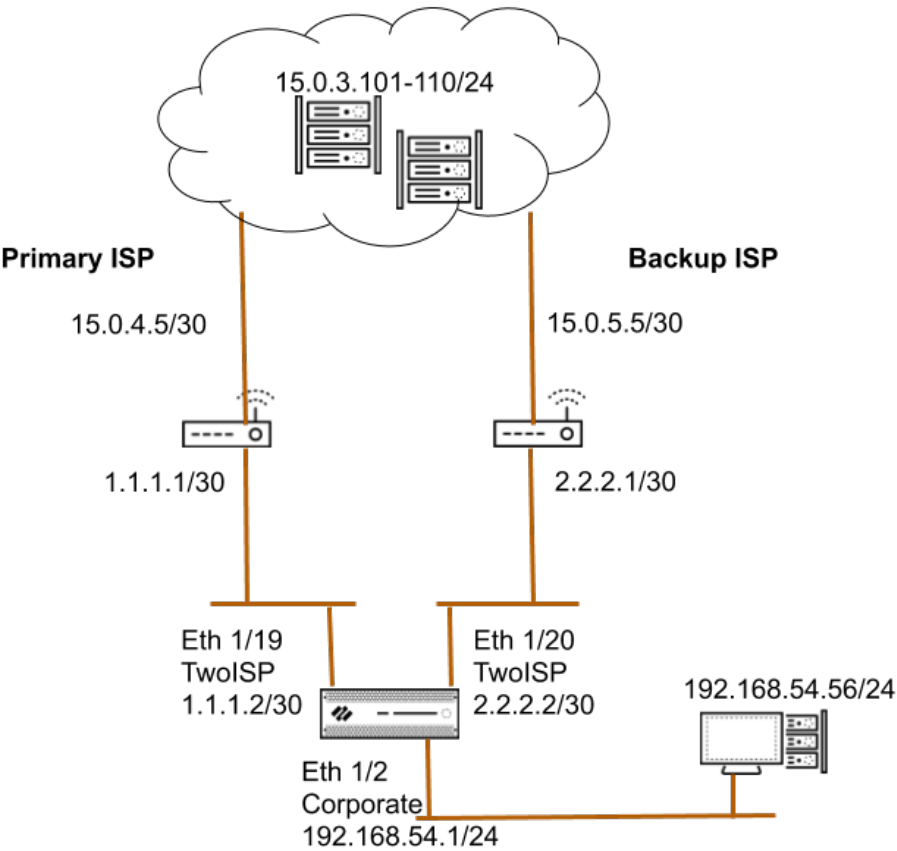 15.0.3.101-110/24
Primary ISP
Backup ISP
15.0.4.5/30
15.0.5.5/30
1.1.1.1/30
2.2.2.1/30
Eth 1/19
TwoISP
1.1.1.2/30
Eth 1/20
TwoISP
2.2.2.2/30
192.168.54.56/24
Eth 1/2
Corporate
192.168.54.1/24